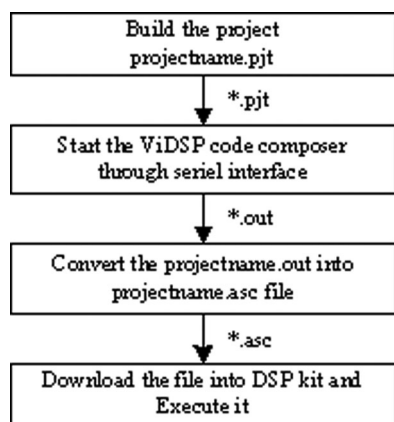 Build the project
projectname.pjt
*.pjt
Start the ViDSP code composer
through seriel interface
*.out
Convert the projectname.out into
projectname.asc file
*.asc
Download the file into DSP kit and
Execute it